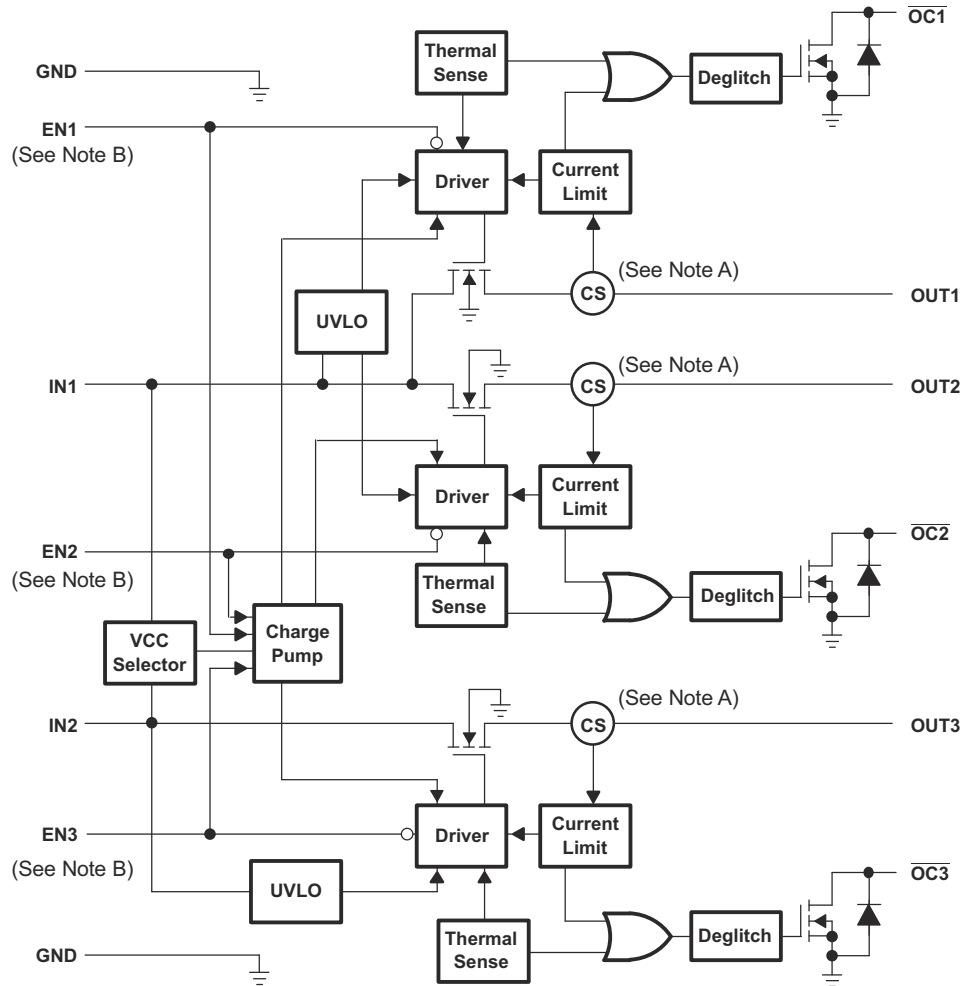 OC1
Thermal
Sense
Deglitch
GND
EN1
(See Note B)
Driver
Current
Limit
(See Note A)
CS
OUT1
UVLO
(See Note A)
IN1
CS
OUT2
Driver
Current
Limit
EN2
(See Note B)
OC2
Thermal
Sense
Deglitch
VCC
Selector
Charge
Pump
(See Note A)
IN2
CS
OUT3
EN3
(See Note B)
Driver
Current
Limit
OC3
UVLO
Thermal
Sense
Deglitch
GND